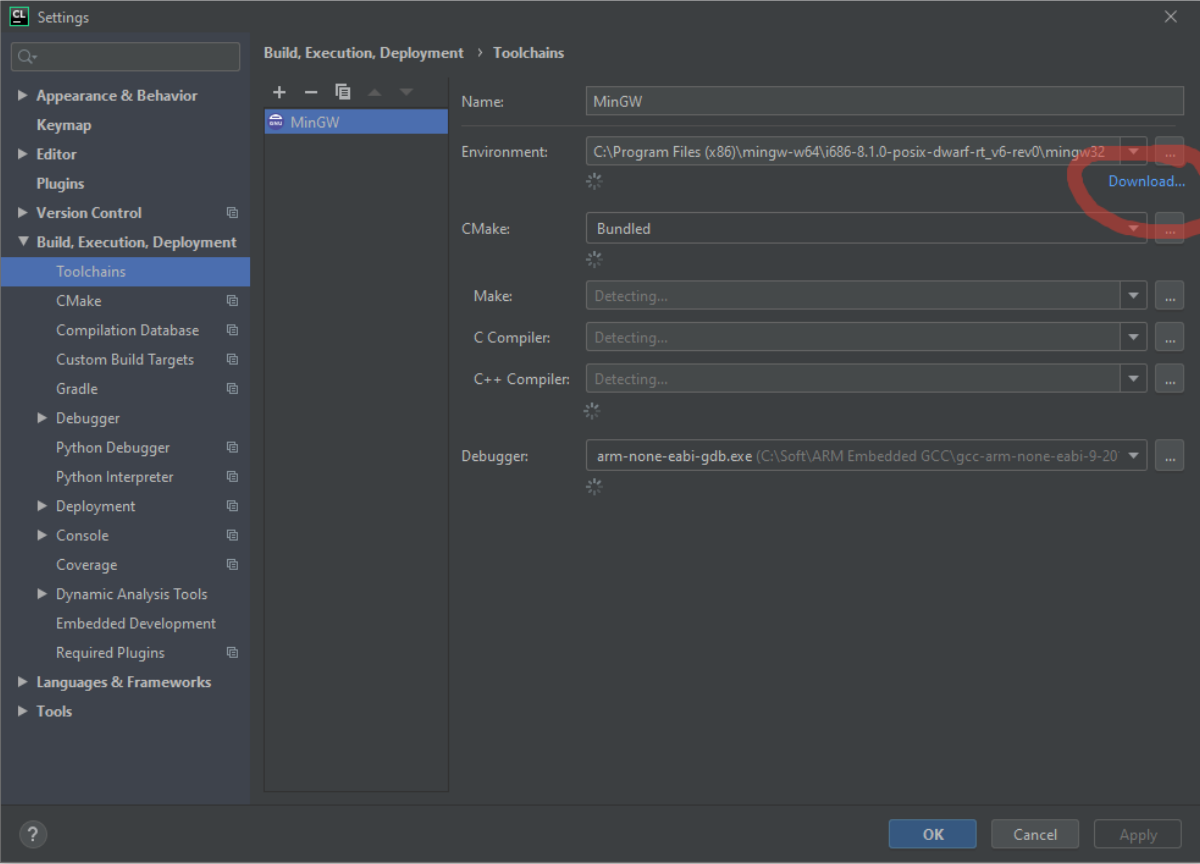 CL Settings
Build, Execution, Deployment › Toolchains
Appearance & Behavior
Keymap
Editor
Plugins
Version Control
Build, Execution, Deployment
Toolchains
CMake
Compilation Database
Custom Build Targets
Gradle
Debugger
Python Debugger
Python Interpreter
Deployment
Console
Coverage
Dynamic Analysis Tools
Embedded Development
Required Plugins
Languages & Frameworks
Tools
MinGW
Name: MinGW
Environment: C:\Program Files (x86)\mingw-w64\i686-8.1.0-posix-dwarf-rt_v6-rev0\mingw32 ...
Download...
CMake: Bundled ...
Make: Detecting... ...
C Compiler: Detecting... ...
C++ Compiler: Detecting... ...
Debugger: arm-none-eabi-gdb.exe (C:\Soft\ARM Embedded GCC\gcc-arm-none-eabi-9-20 ...
? OK Cancel Apply